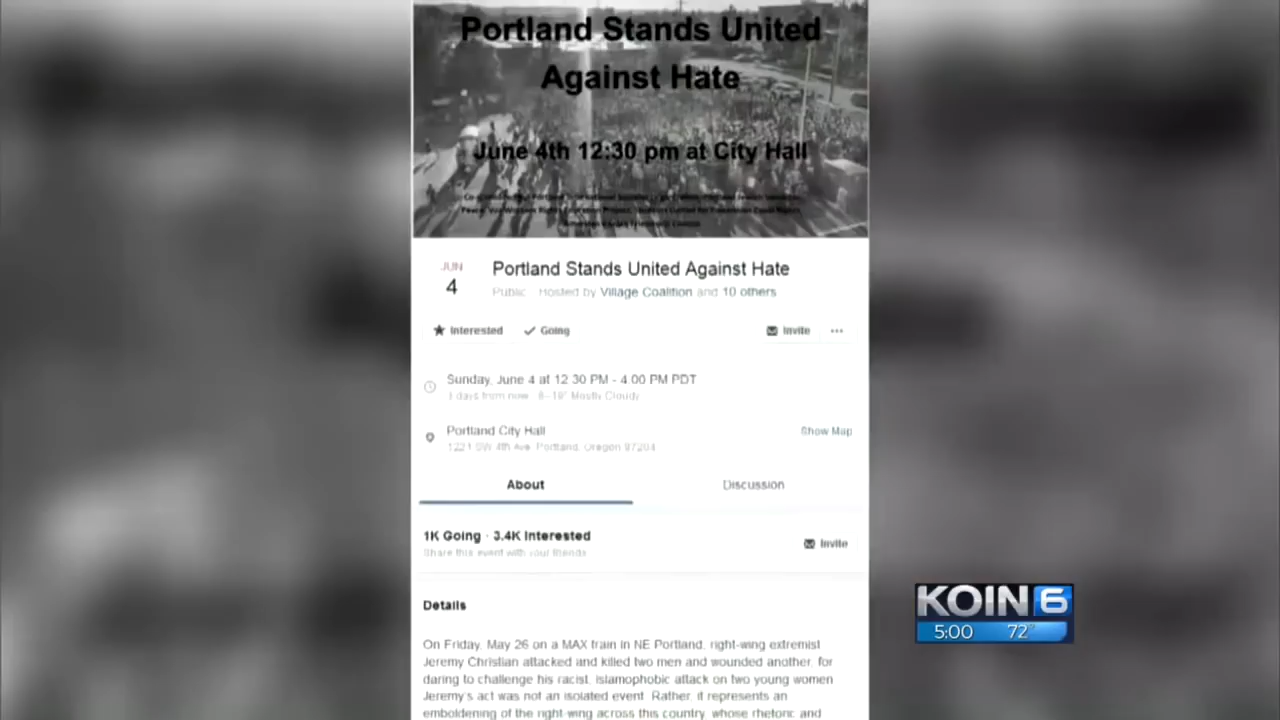 Portland Stands United
Against Hate
June 4th 12:30 pm at City Hall
JUN
4
Portland Stands United Against Hate
Public · Hosted by Village Coalition and 10 others
Interested
Going
Invite
Sunday, June 4 at 12:30 PM - 4:00 PM PDT
days from now · Mostly Cloudy
Portland City Hall
Show Map
1221 SW 4th Ave, Portland, Oregon 97204
About
Discussion
1K Going · 3.4K Interested
Share this event with your friends
Invite
Details
On Friday, May 26 on a MAX train in NE Portland, right-wing extremist
Jeremy Christian attacked and killed two men and wounded another, for
daring to challenge his racist, Islamophobic attack on two young women
Jeremy's act was not an isolated event. Rather, it represents an
emboldening of the right-wing across this country, whose rhetoric and
KOIN 6
5:00 72°